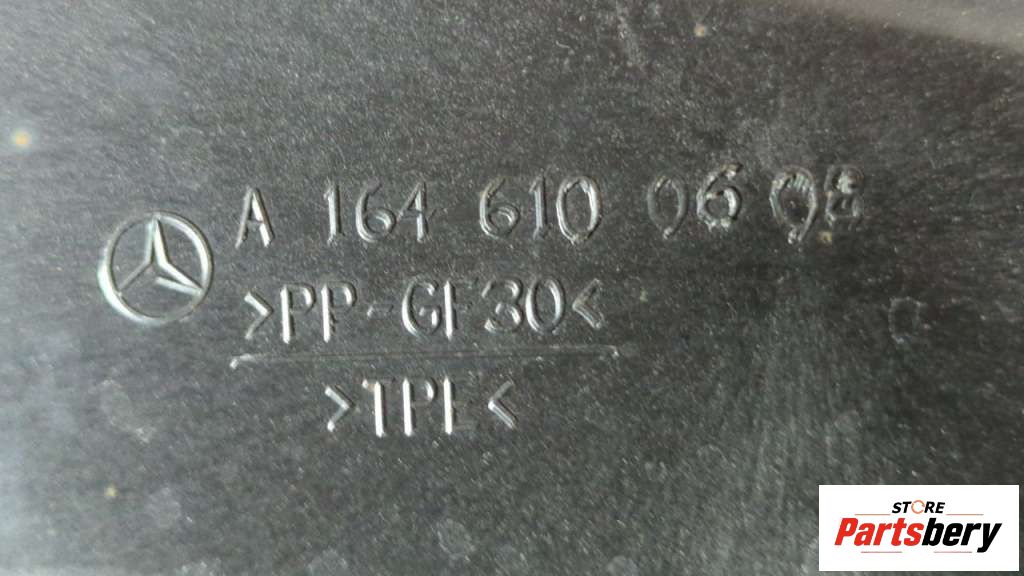 A 164 610 06 08
>PP-GF30<
>TPE<
STORE
Partsbery